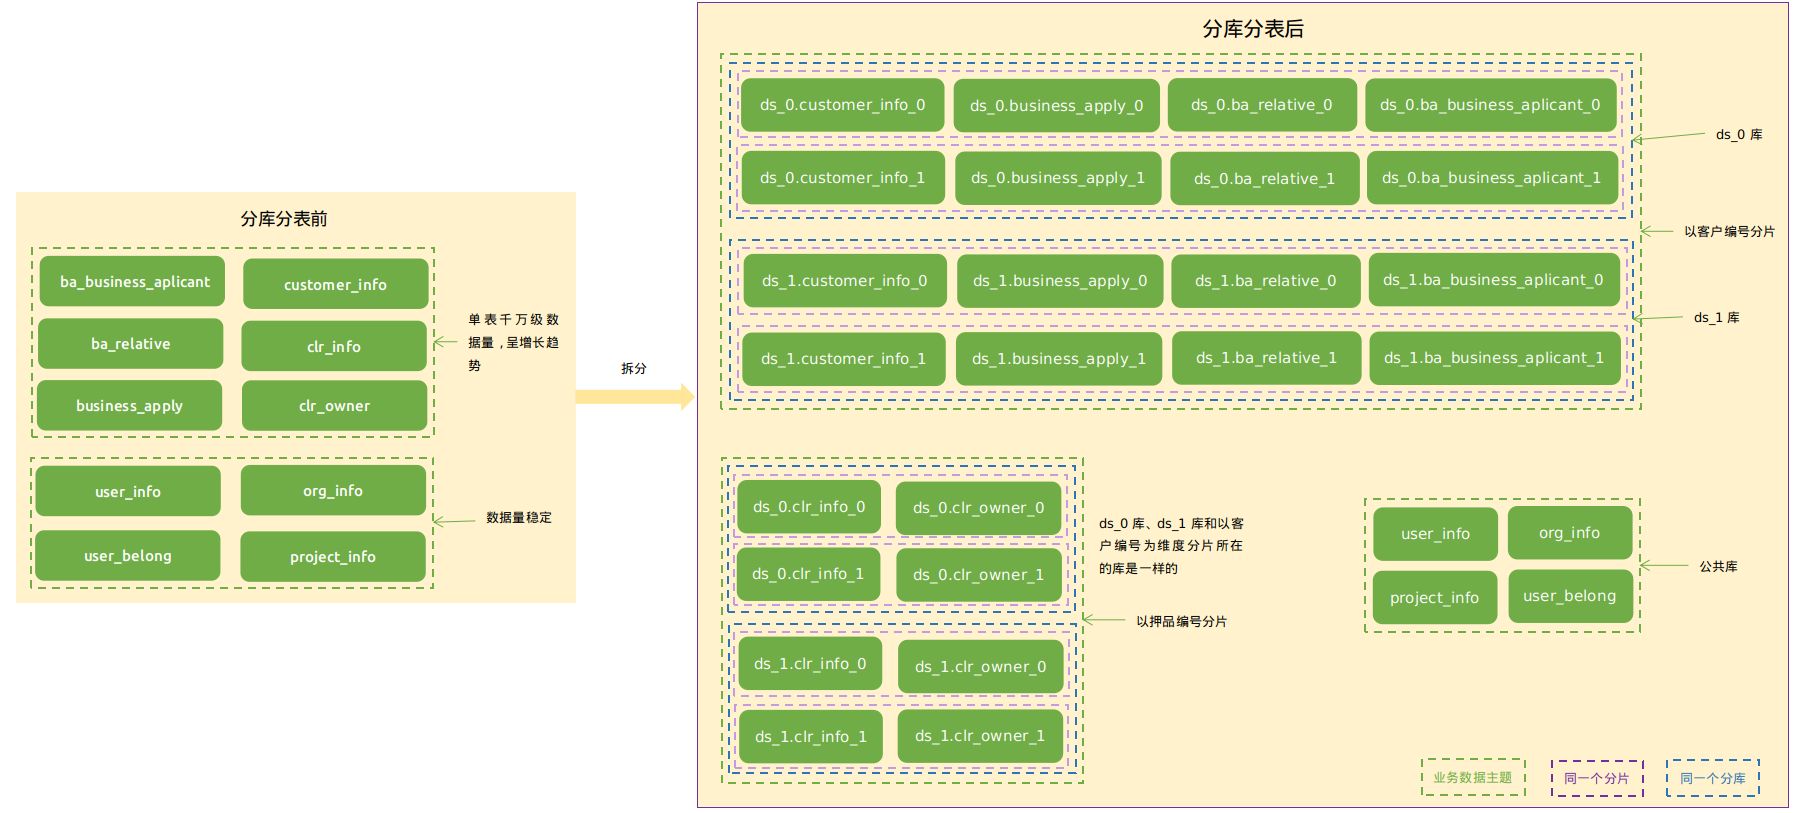 分库分表前
ba_business_aplicant
customer_info
ba_relative
clr_info
business_apply
clr_owner
单表千万级数
据量,呈增长趋
势
user_info
org_info
user_belong
project_info
数据量稳定
拆分
分库分表后
ds_0.customer_info_0
ds_0.business_apply_0
ds_0.ba_relative_0
ds_0.ba_business_aplicant_0
ds_0.customer_info_1
ds_0.business_apply_1
ds_0.ba_relative_1
ds_0.ba_business_aplicant_1
ds_0 库
以客户编号分片
ds_1.customer_info_0
ds_1.business_apply_0
ds_1.ba_relative_0
ds_1.ba_business_aplicant_0
ds_1.customer_info_1
ds_1.business_apply_1
ds_1.ba_relative_1
ds_1.ba_business_aplicant_1
ds_1 库
ds_0.clr_info_0
ds_0.clr_owner_0
ds_0.clr_info_1
ds_0.clr_owner_1
ds_1.clr_info_0
ds_1.clr_owner_0
ds_1.clr_info_1
ds_1.clr_owner_1
ds_0 库、ds_1 库和以客
户编号为维度分片所在
的库是一样的
以押品编号分片
user_info
org_info
project_info
user_belong
公共库
业务数据主题
同一个分片
同一个分库